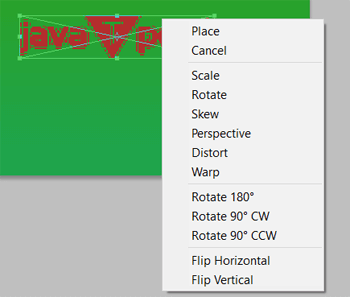 java
Place
Cancel
Scale
Rotate
Skew
Perspective
Distort
Warp
Rotate 180°
Rotate 90° CW
Rotate 90° CCW
Flip Horizontal
Flip Vertical